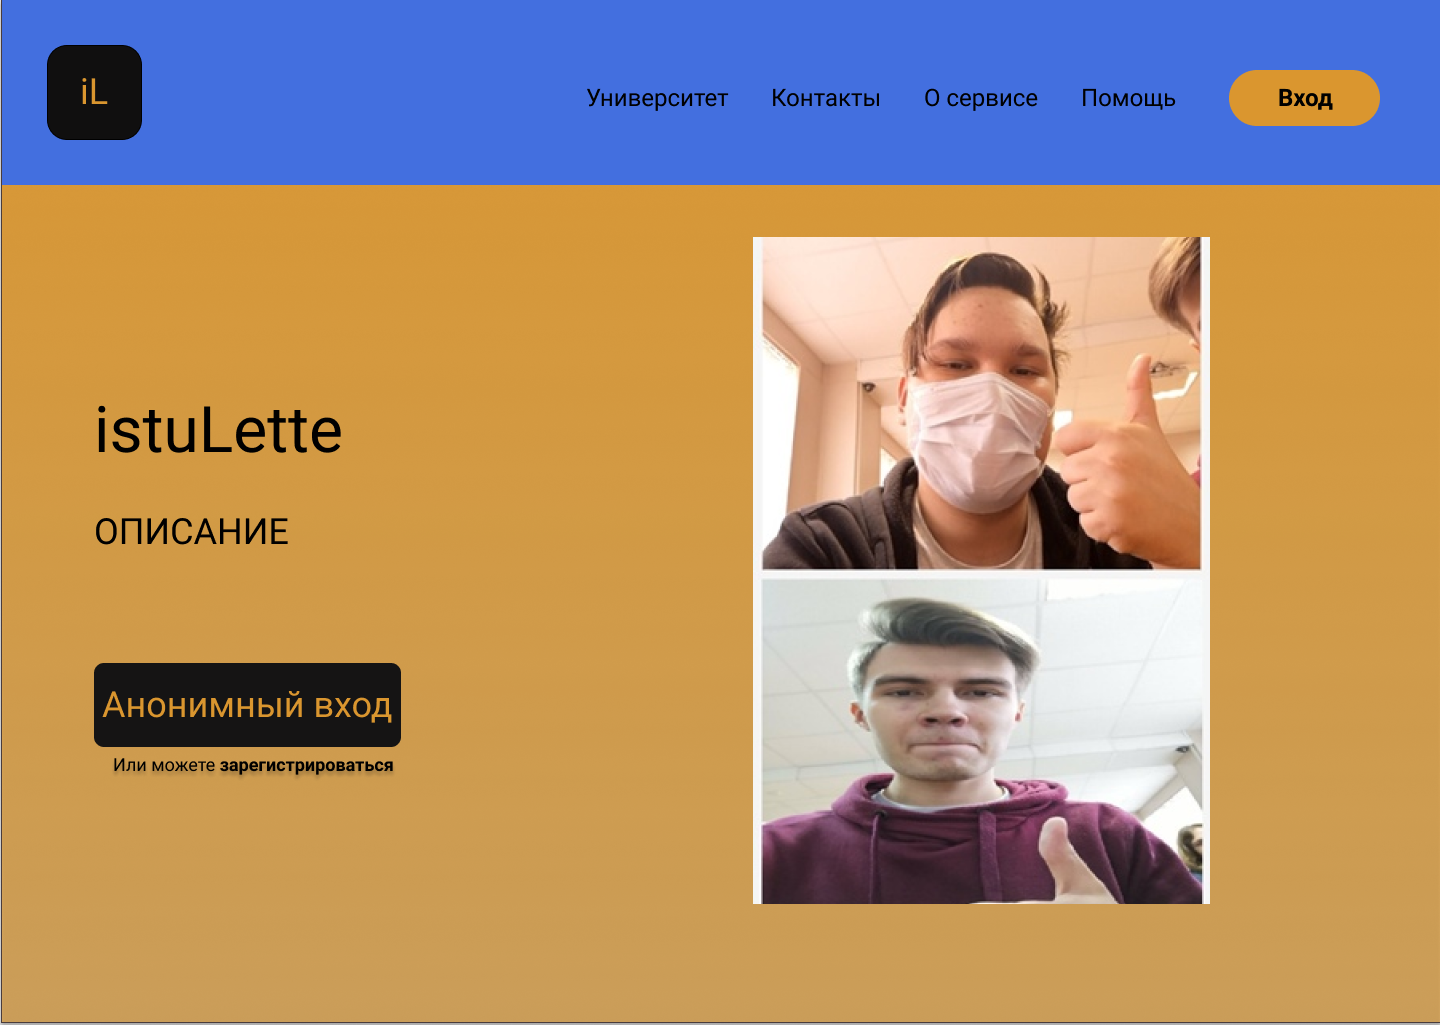 iL
Университет Контакты О сервисе Помощь Вход
istuLette
ОПИСАНИЕ
Анонимный вход
Или можете зарегистрироваться